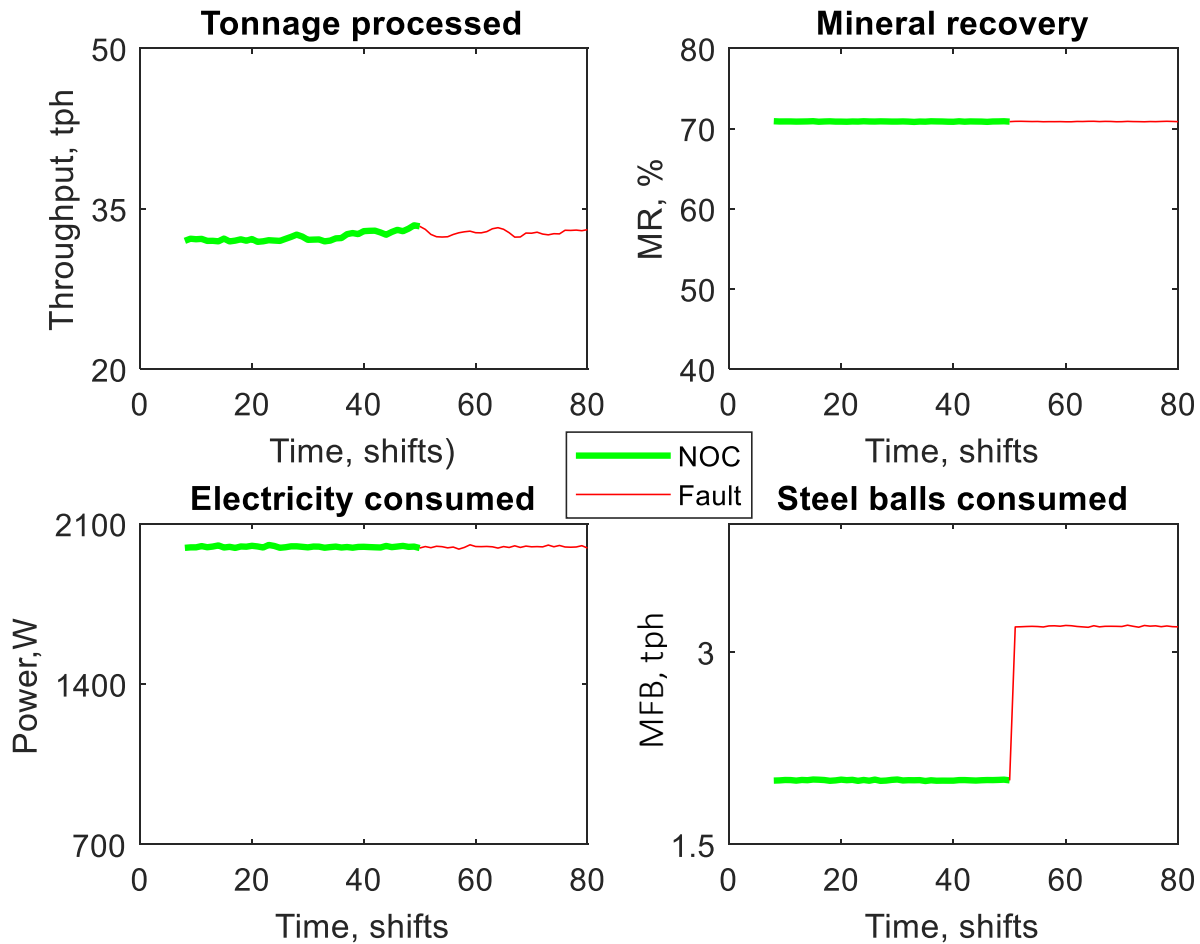 Tonnage processed
50
35
20
Throughput, tph
0 20 40 60 80
Time, shifts)
Mineral recovery
80
70
60
50
40
MR, %
0 20 40 60 80
Time, shifts
NOC
Fault
Electricity consumed
2100
1400
700
Power,W
0 20 40 60 80
Time, shifts
Steel balls consumed
3
1.5
MFB, tph
0 20 40 60 80
Time, shifts